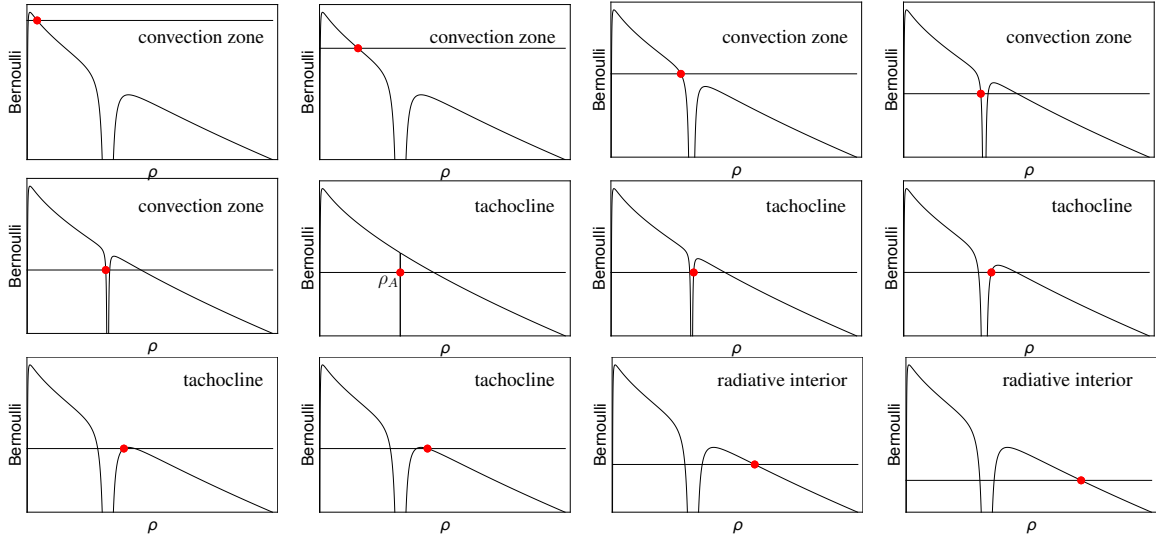 Bernoulli
convection zone
ρ
Bernoulli
convection zone
ρ
Bernoulli
convection zone
ρ
Bernoulli
convection zone
ρ
Bernoulli
convection zone
ρ
Bernoulli
tachocline
ρA
ρ
Bernoulli
tachocline
ρ
Bernoulli
tachocline
ρ
Bernoulli
tachocline
ρ
Bernoulli
tachocline
ρ
Bernoulli
radiative interior
ρ
Bernoulli
radiative interior
ρ